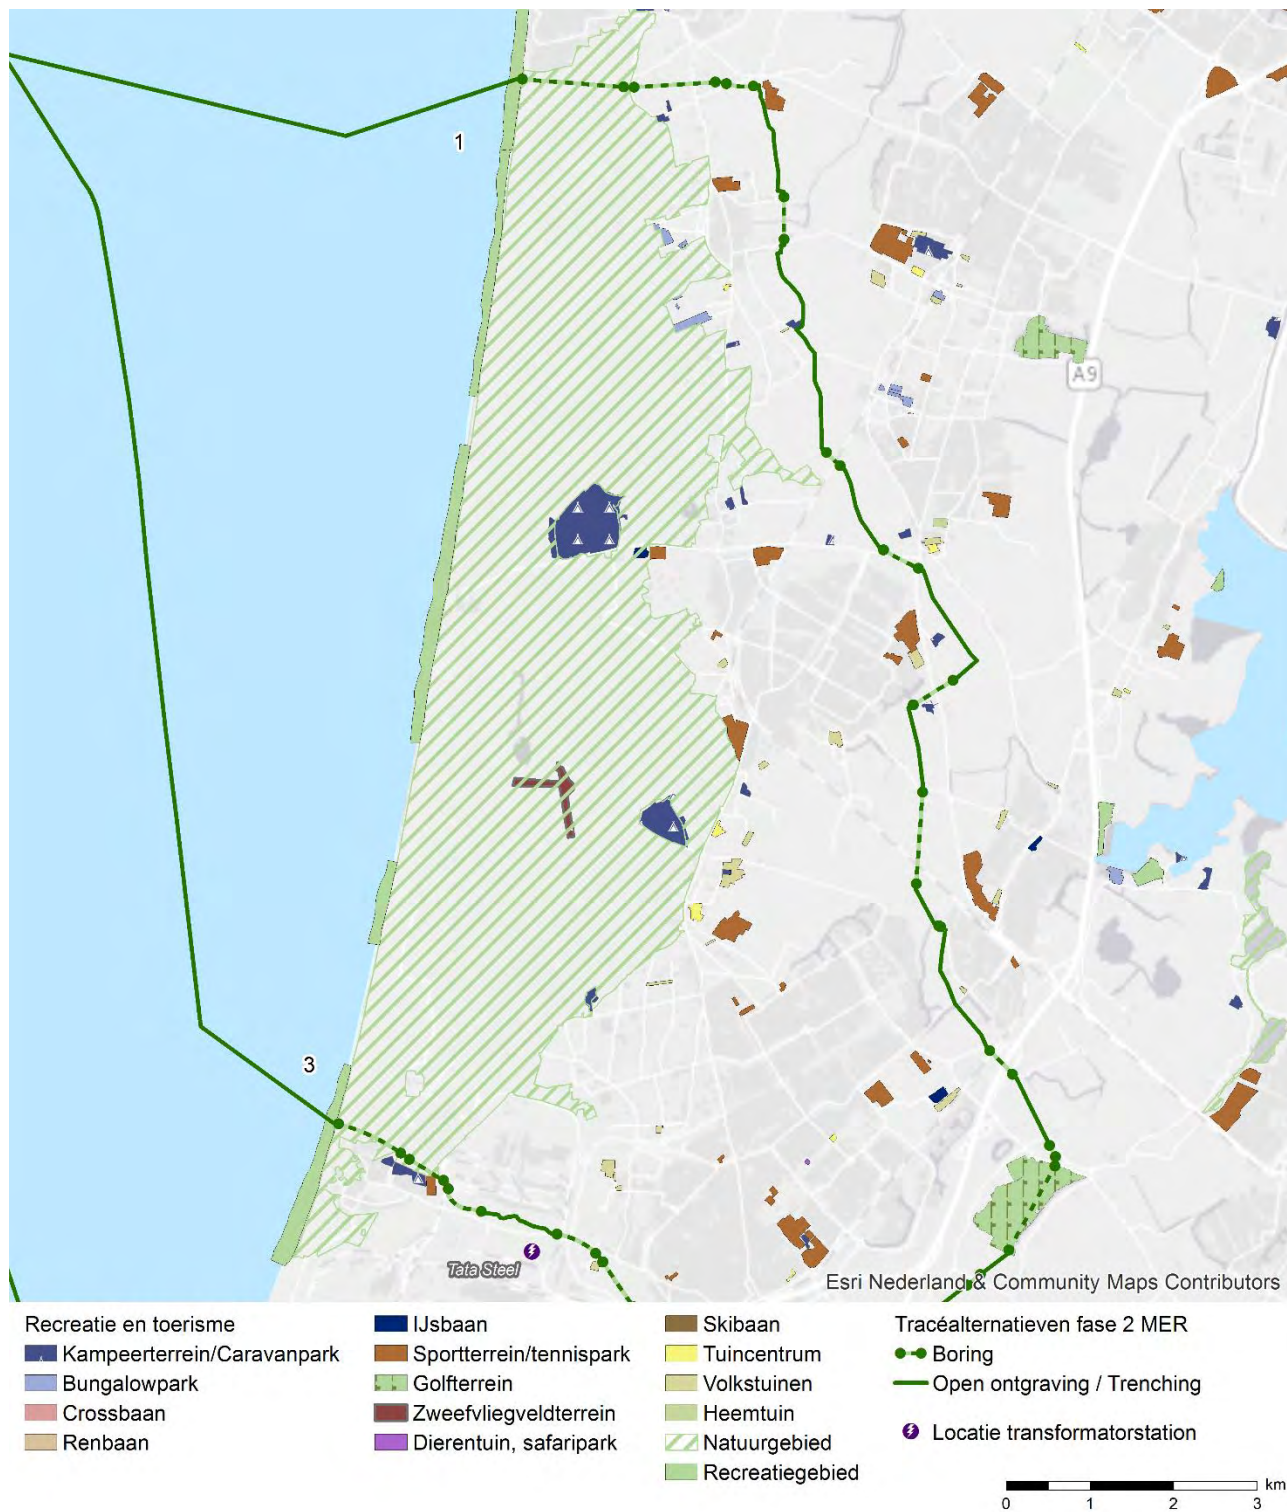 1
A9
3
Tata Steel
Esri Nederland & Community Maps Contributors
Recreatie en toerisme
Kampeerterrein/Caravanpark
Bungalowpark
Crossbaan
Renbaan
IJsbaan
Sportterrein/tennispark
Golfterrein
Zweefvliegveldterrein
Dierentuin, safaripark
Skibaan
Tuincentrum
Volkstuinen
Heemtuin
Natuurgebied
Recreatiegebied
Tracéalternatieven fase 2 MER
Boring
Open ontgraving / Trenching
Locatie transformatorstation
km
0 1 2 3